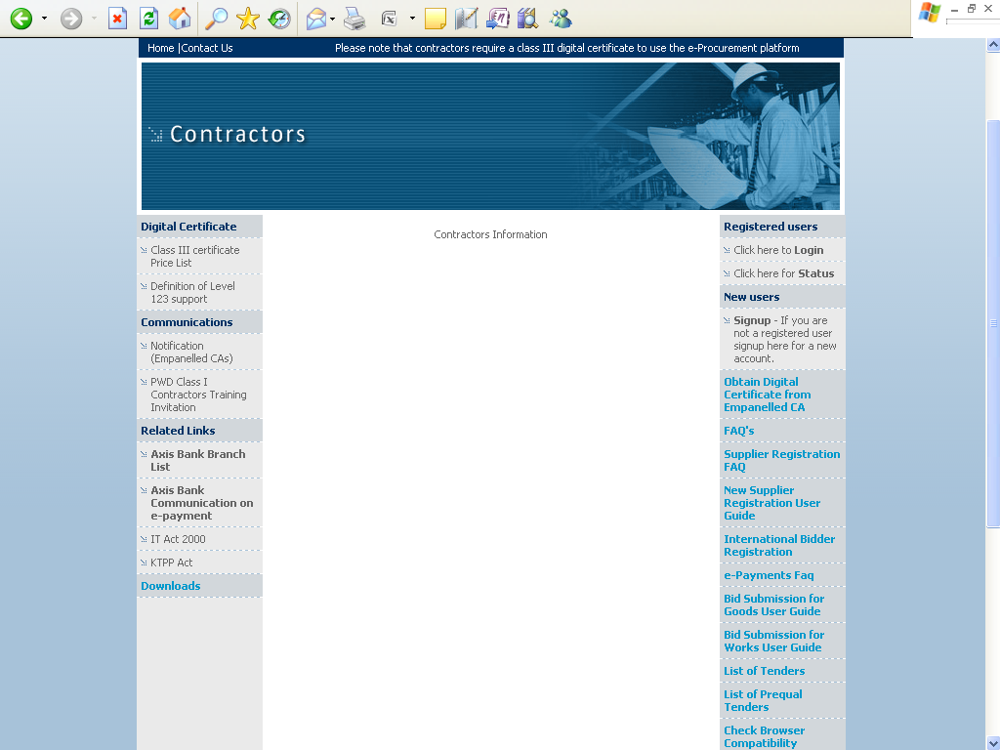 Home |Contact Us
Please note that contractors require a class III digital certificate to use the e-Procurement platform
Contractors
Digital Certificate
Class III certificate
Price List
Definition of Level
123 support
Communications
Notification
(Empanelled CAs)
PWD Class I
Contractors Training
Invitation
Related Links
Axis Bank Branch
List
Axis Bank
Communication on
e-payment
IT Act 2000
KTPP Act
Downloads
Contractors Information
Registered users
Click here to Login
Click here for Status
New users
Signup - If you are
not a registered user
signup here for a new
account.
Obtain Digital
Certificate from
Empanelled CA
FAQ's
Supplier Registration
FAQ
New Supplier
Registration User
Guide
International Bidder
Registration
e-Payments Faq
Bid Submission for
Goods User Guide
Bid Submission for
Works User Guide
List of Tenders
List of Prequal
Tenders
Check Browser
Compatibility